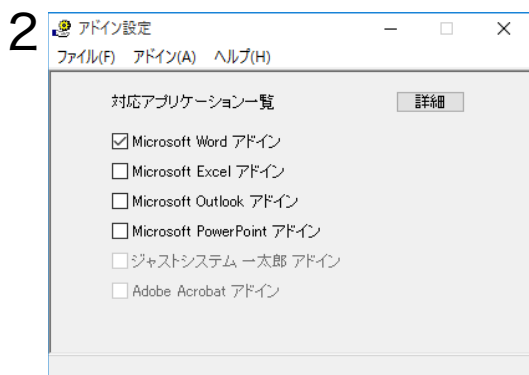 2
アドイン設定
ファイル(F) アドイン(A) ヘルプ(H)
対応アプリケーション一覧 詳細
Microsoft Word アドイン
Microsoft Excel アドイン
Microsoft Outlook アドイン
Microsoft PowerPoint アドイン
ジャストシステム 一太郎 アドイン
Adobe Acrobat アドイン